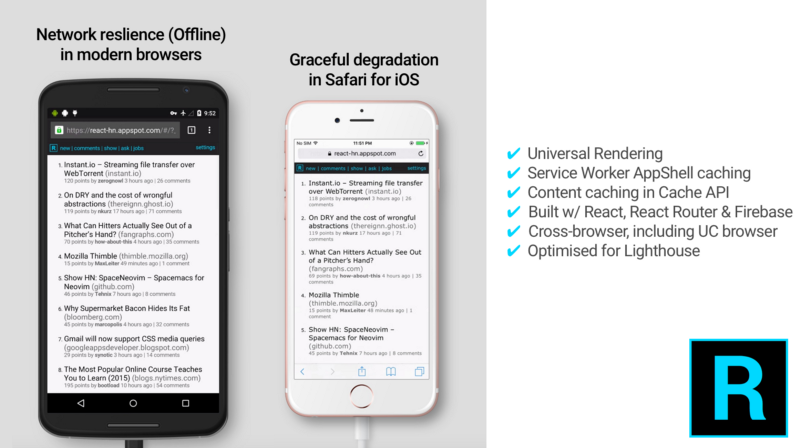 Network reslience (Offline)
in modern browsers
9:52
https://react-hn.appspot.com/#/?.
1
R new | comments | show | ask | jobs settings
1. Instant.io – Streaming file transfer over
WebTorrent (instant.io)
120 points by zerognowl 3 hours ago | 26
comments
2. On DRY and the cost of wrongful
abstractions (thereignn.ghost.io)
119 points by nkurz 17 hours ago | 71 comments
3. What Can Hitters Actually See Out of a
Pitcher's Hand? (fangraphs.com)
70 points by how-about-this 4 hours ago | 35 comments
4. Mozilla Thimble (thimble.mozilla.org)
15 points by MaxLeiter 49 minutes ago | 1 comment
5. Show HN: SpaceNeovim – Spacemacs for
Neovim (github.com)
46 points by Tehnix 7 hours ago | 8 comments
6. Why Supermarket Bacon Hides Its Fat
(bloomberg.com)
45 points by marcopolis 4 hours ago | 32 comments
7. Gmail will now support CSS media queries
(googleappsdeveloper.blogspot.com)
29 points by synotic 3 hours ago | 14 comments
8. The Most Popular Online Course Teaches
You to Learn (2015) (blogs.nytimes.com)
195 points by bootload 10 hours ago | 54 comments
Graceful degradation
in Safari for iOS
No SIM 11:51 PM
react-hn.appspot.com
R new | comments | show | ask | jobs settings
1. Instant.io – Streaming file transfer
over WebTorrent (instant.io)
118 points by zerognowl 3 hours ago | 26
comments
2. On DRY and the cost of wrongful
abstractions (thereignn.ghost.io)
119 points by nkurz 17 hours ago | 71
comments
3. What Can Hitters Actually See Out
of a Pitcher's Hand?
(fangraphs.com)
69 points by how-about-this 4 hours ago | 35
comments
4. Mozilla Thimble
(thimble.mozilla.org)
15 points by MaxLeiter 48 minutes ago | 1
comment
5. Show HN: SpaceNeovim –
Spacemacs for Neovim
(github.com)
45 points by Tehnix 7 hours ago | 8 comments
✔ Universal Rendering
✔ Service Worker AppShell caching
✔ Content caching in Cache API
✔ Built w/ React, React Router & Firebase
✔ Cross-browser, including UC browser
✔ Optimised for Lighthouse
R